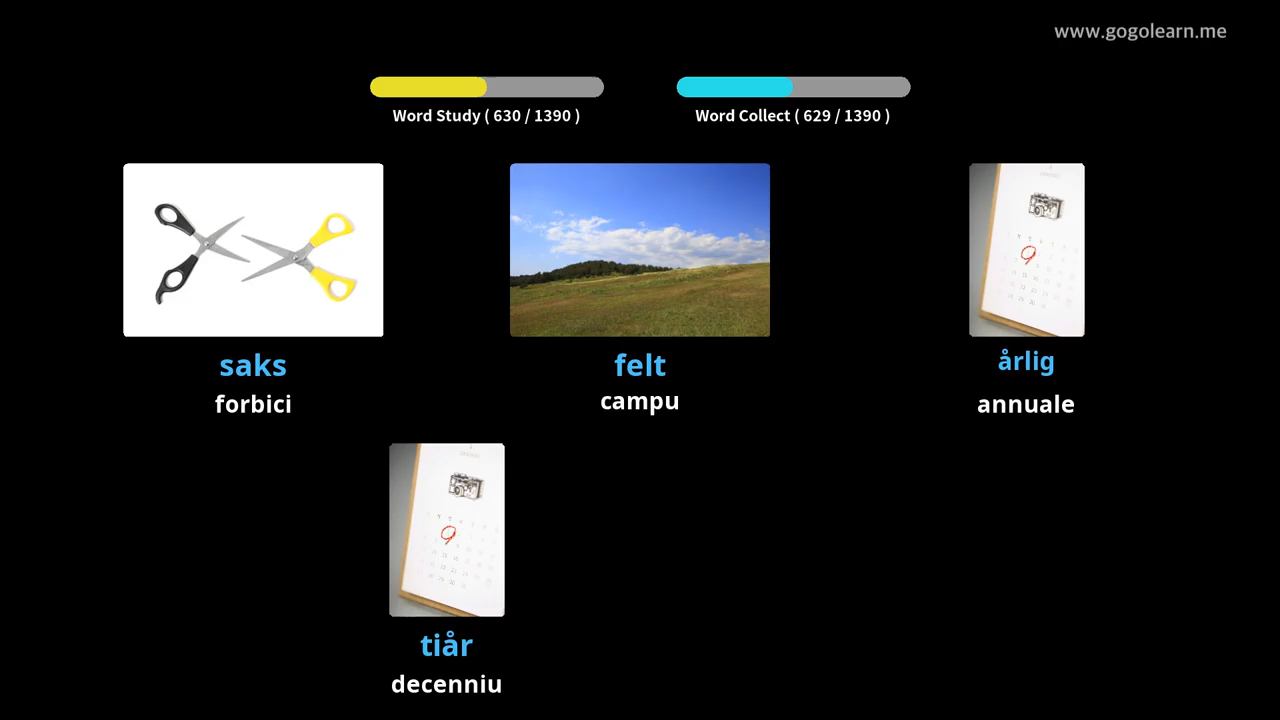 www.gogolearn.me
Word Study ( 630 / 1390 )
Word Collect ( 629 / 1390 )
saks
forbici
felt
campu
årlig
annuale
tiår
decenniu